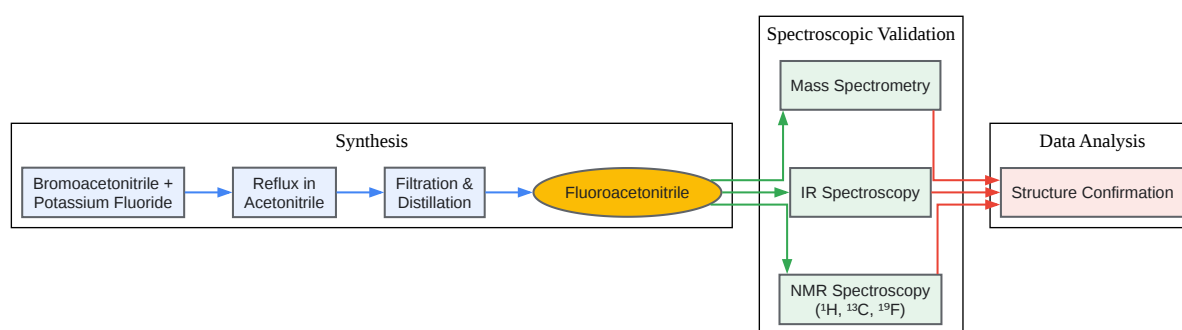 Synthesis
Bromoacetonitrile +
Potassium Fluoride
Reflux in
Acetonitrile
Filtration &
Distillation
Fluoroacetonitrile
Spectroscopic Validation
Mass Spectrometry
IR Spectroscopy
NMR Spectroscopy
(¹H, ¹³C, ¹⁹F)
Data Analysis
Structure Confirmation